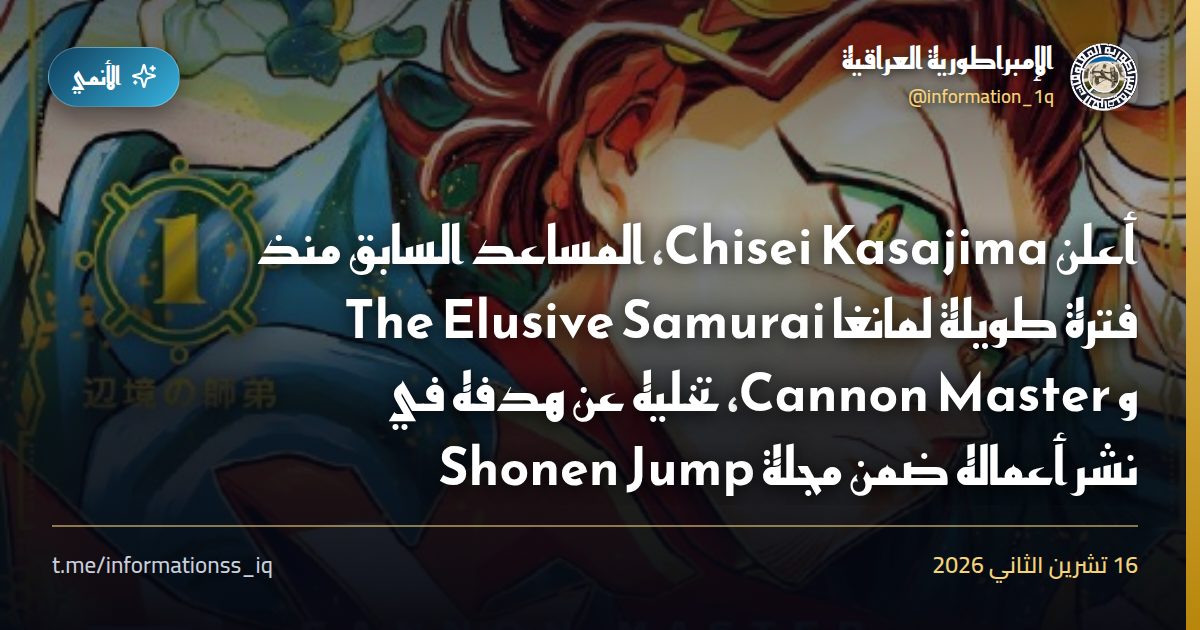 الإمبراطورية العراقية
@information_1q
الأنمي
1
辺境の師弟
أعلن Chisei Kasajima، المساعد السابق منذ
فترة طويلة لمانغا The Elusive Samurai
و Cannon Master، تخليه عن هدفه في
نشر أعماله ضمن مجلة Shonen Jump
16 تشرين الثاني 2026
t.me/informationss_iq